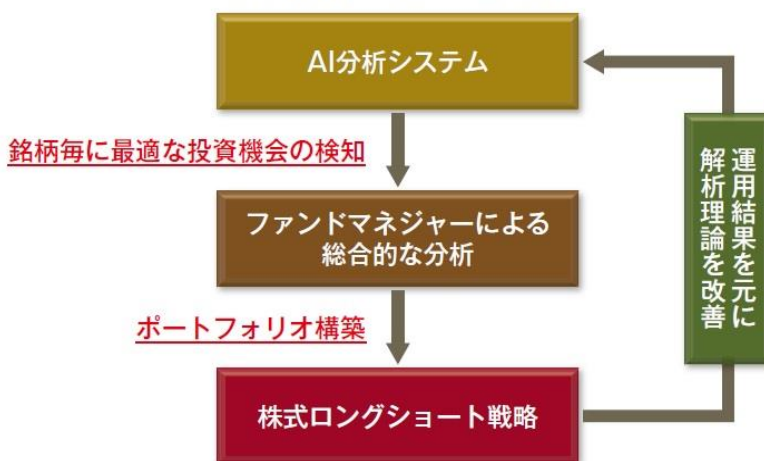 AI分析システム
銘柄毎に最適な投資機会の検知
ファンドマネジャーによる
総合的な分析
ポートフォリオ構築
株式ロングショート戦略
運用結果を元に
解析理論を改善